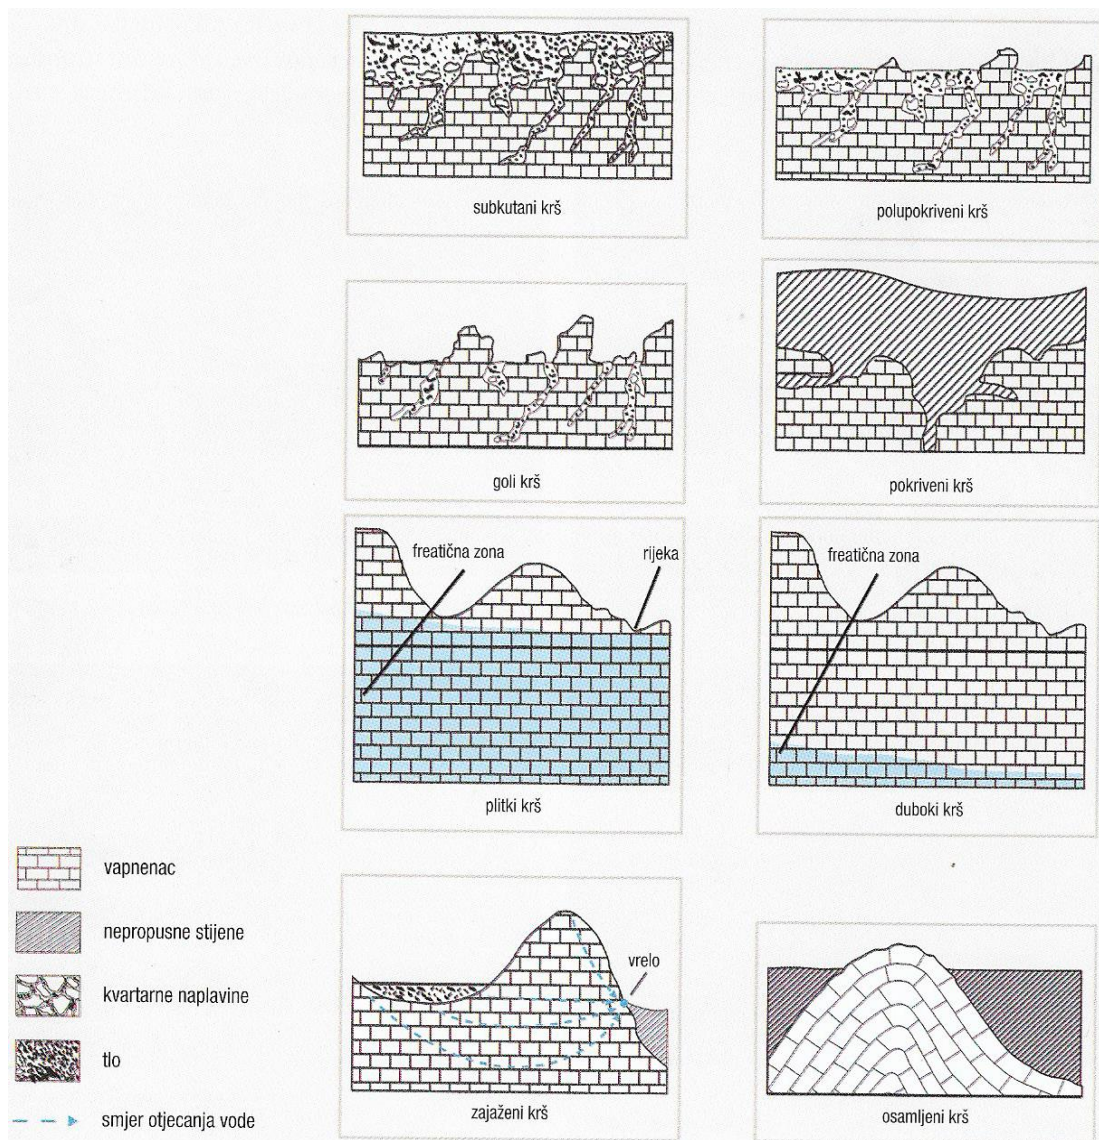 subkutani krš
polupokriveni krš
goli krš
pokriveni krš
freatična zona
rijeka
plitki krš
freatična zona
duboki krš
vapnenac
nepropusne stijene
kvartarne naplavine
tlo
smjer otjecanja vode
vrelo
zajaženi krš
osamljeni krš